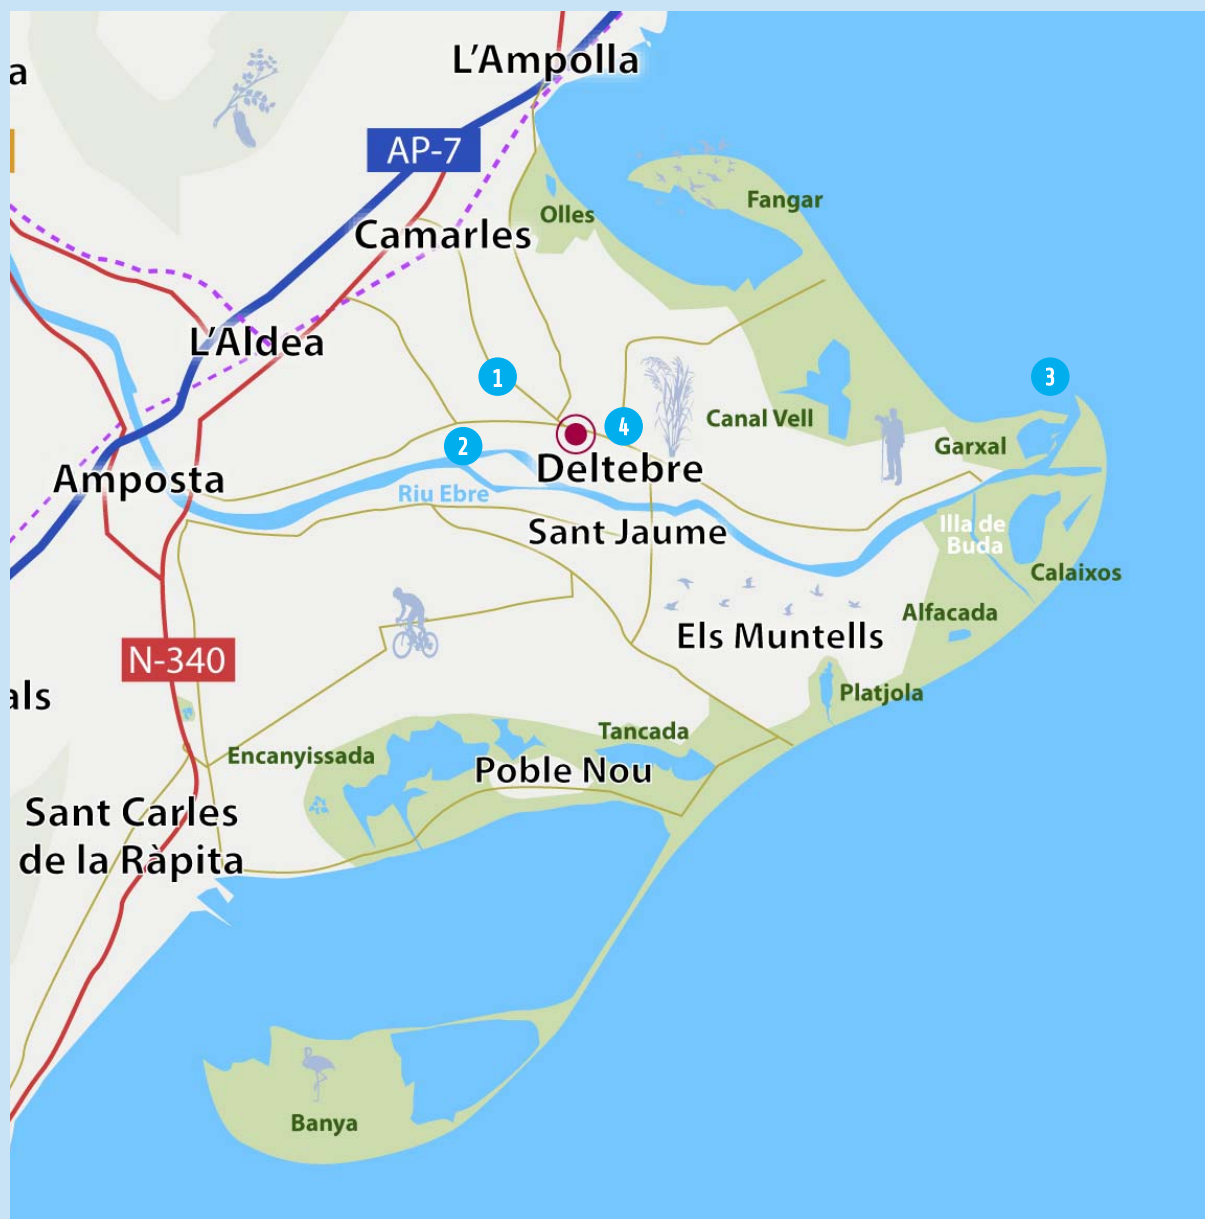 L'Ampolla
a
AP-7
Fangar
Olles
Camarles
L'Aldea
1
3
4
Canal Vell
2
Garxal
Deltebre
Amposta
Riu Ebre
Sant Jaume
Illa de
Buda
Calaixos
Alfacada
Els Muntells
N-340
als
Platjola
Tancada
Encanyissada
Poble Nou
Sant Carles
de la Ràpita
Banya